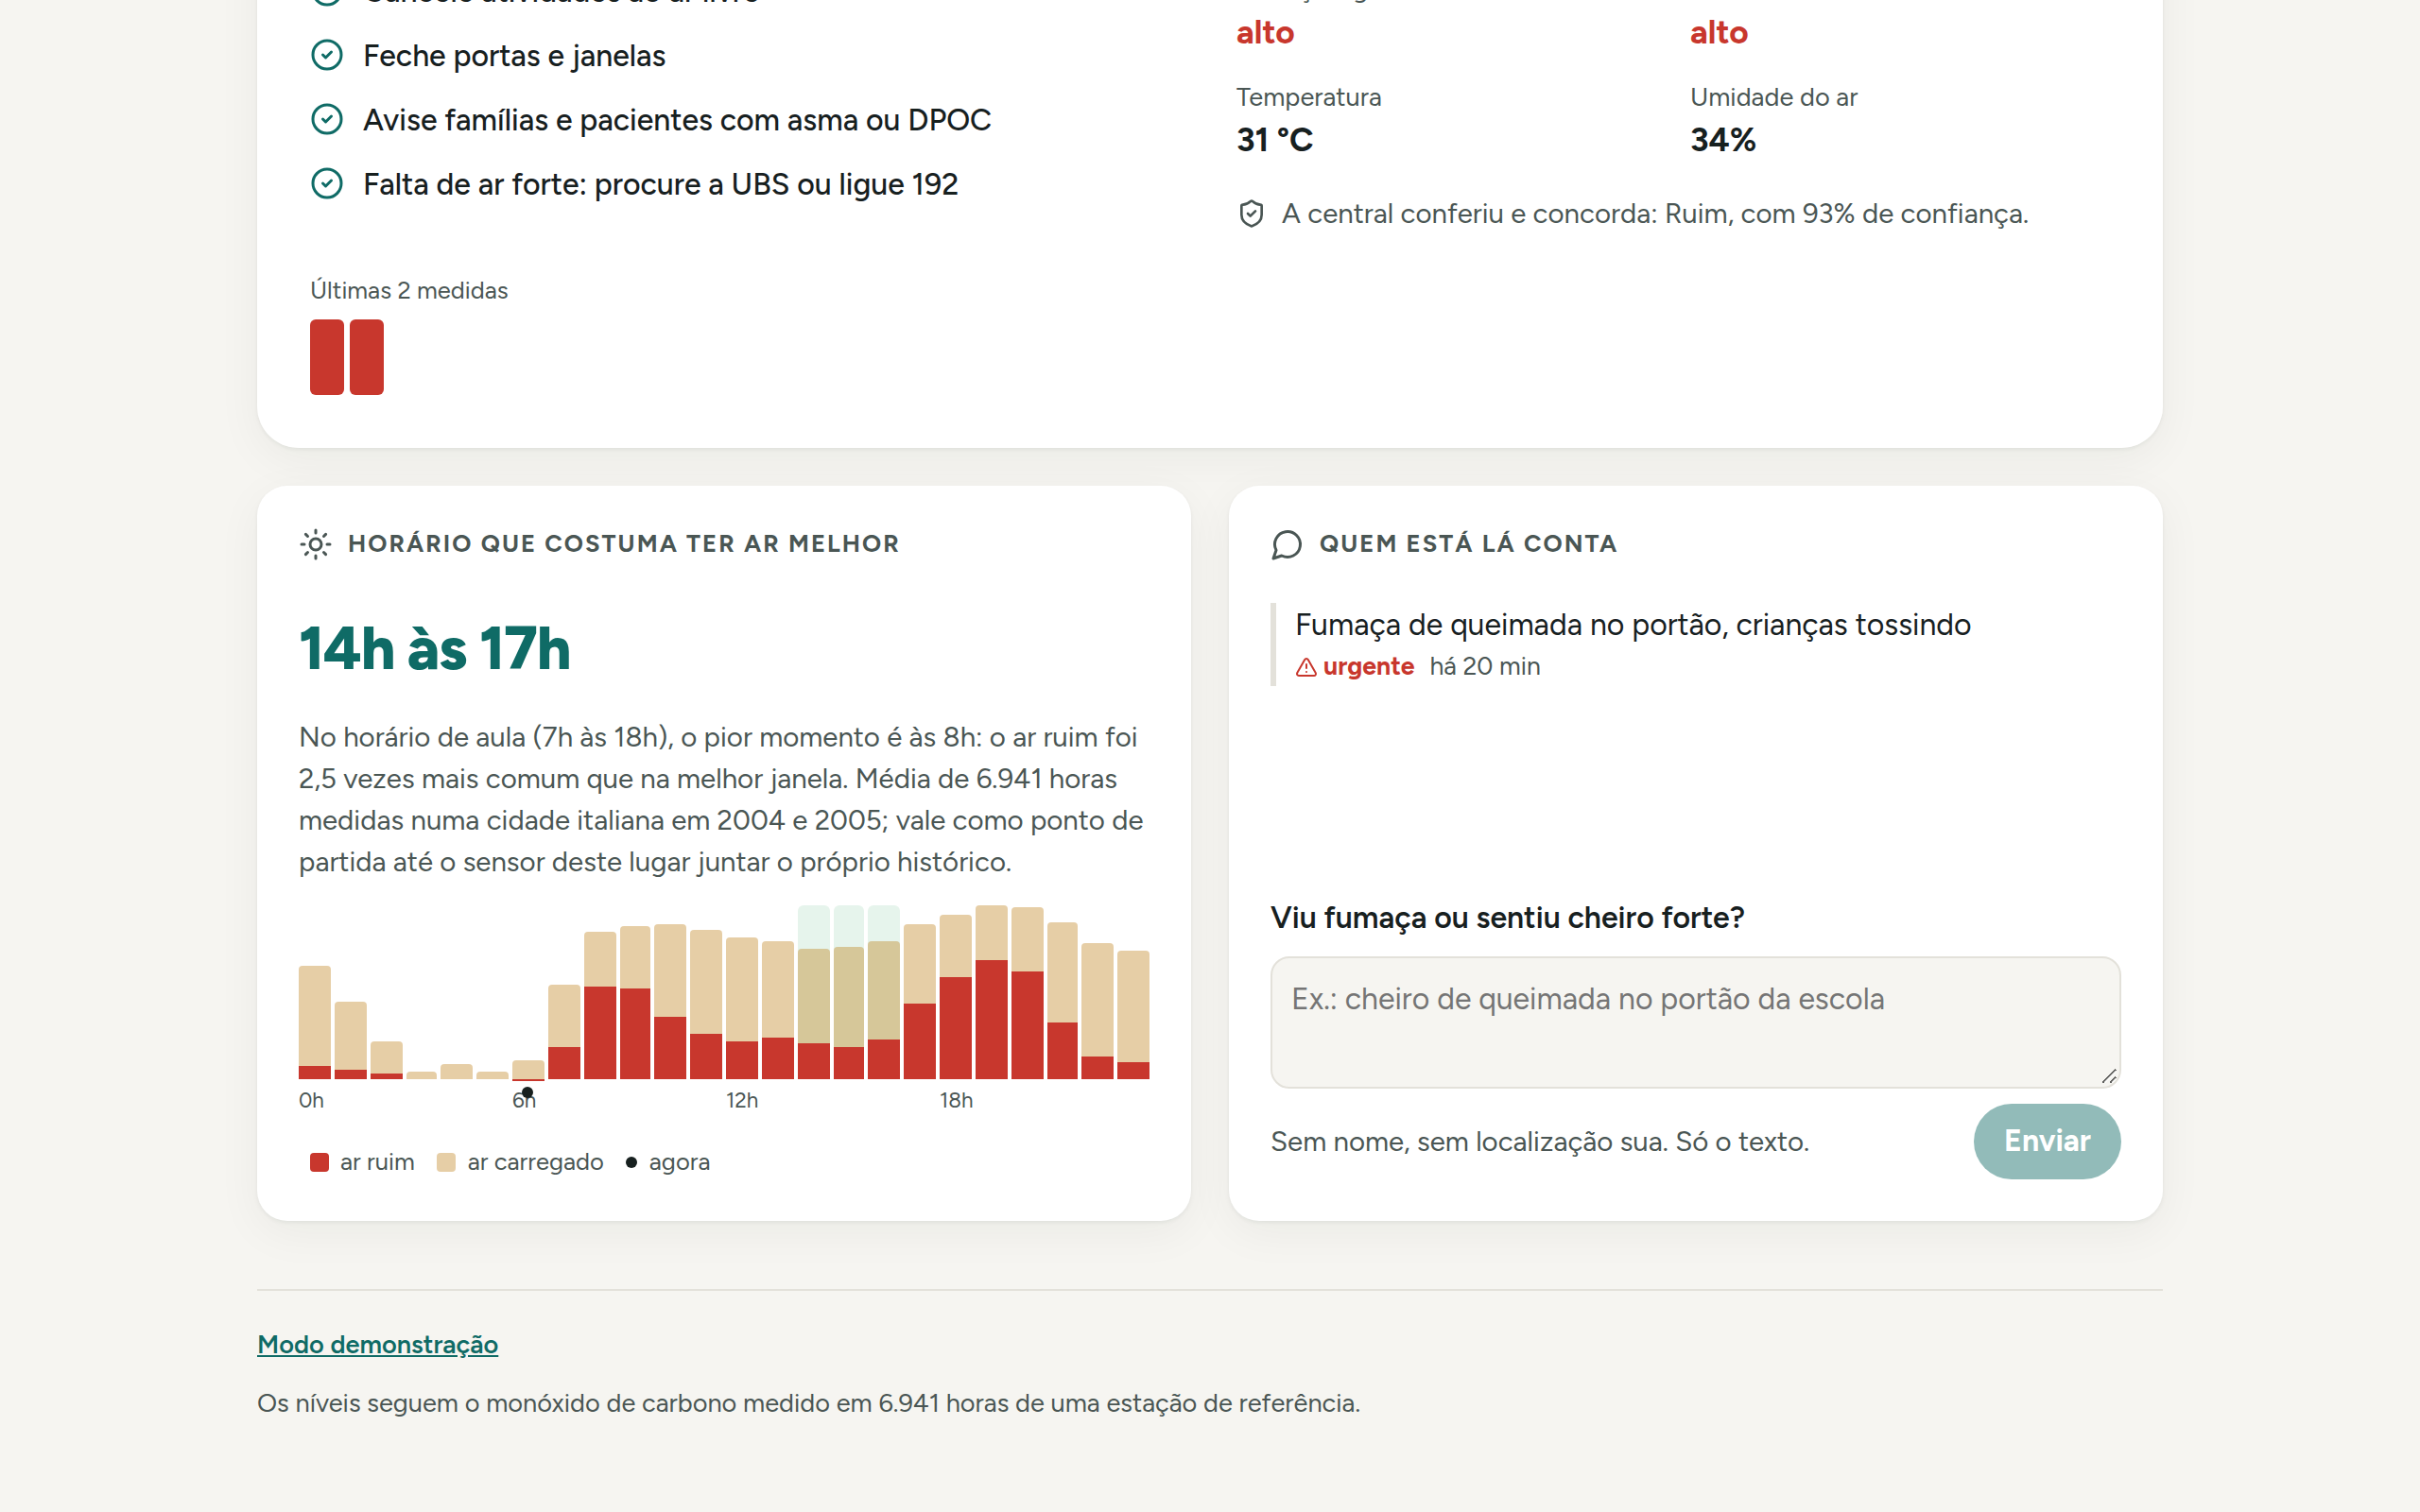 Feche portas e janelas
Avise famílias e pacientes com asma ou DPOC
Falta de ar forte: procure a UBS ou ligue 192
Últimas 2 medidas
alto
alto
Temperatura
Umidade do ar
31 °C
34%
A central conferiu e concorda: Ruim, com 93% de confiança.
HORÁRIO QUE COSTUMA TER AR MELHOR
14h às 17h
No horário de aula (7h às 18h), o pior momento é às 8h: o ar ruim foi
2,5 vezes mais comum que na melhor janela. Média de 6.941 horas
medidas numa cidade italiana em 2004 e 2005; vale como ponto de
partida até o sensor deste lugar juntar o próprio histórico.
0h
6h
12h
18h
ar ruim
ar carregado
agora
QUEM ESTÁ LÁ CONTA
Fumaça de queimada no portão, crianças tossindo
urgente há 20 min
Viu fumaça ou sentiu cheiro forte?
Ex.: cheiro de queimada no portão da escola
Sem nome, sem localização sua. Só o texto.
Enviar
Modo demonstração
Os níveis seguem o monóxido de carbono medido em 6.941 horas de uma estação de referência.